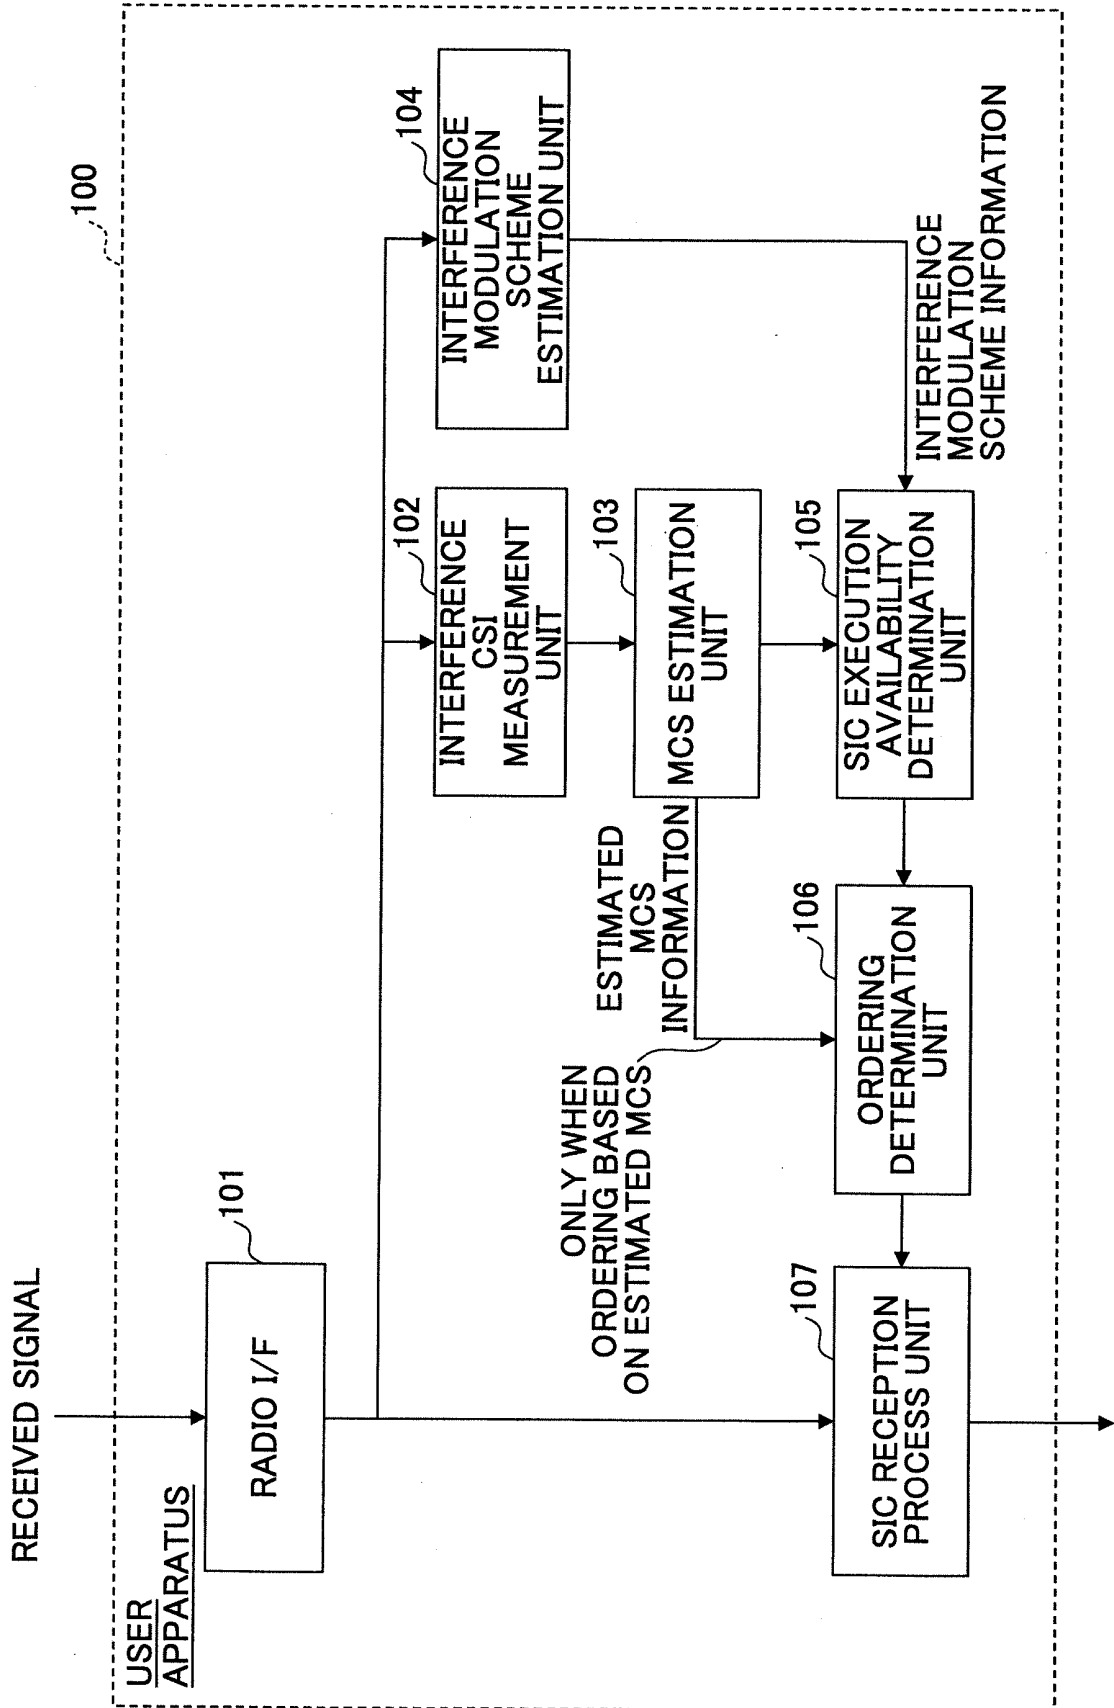 RECEIVED SIGNAL
100
USER
APPARATUS
101
RADIO I/F
102
INTERFERENCE
CSI
MEASUREMENT
UNIT
104
INTERFERENCE
MODULATION
SCHEME
ESTIMATION UNIT
103
MCS ESTIMATION
UNIT
ESTIMATED
MCS
INFORMATION
ONLY WHEN
ORDERING BASED
ON ESTIMATED MCS
107
SIC RECEPTION
PROCESS UNIT
106
ORDERING
DETERMINATION
UNIT
105
SIC EXECUTION
AVAILABILITY
DETERMINATION
UNIT
INTERFERENCE
MODULATION
SCHEME INFORMATION